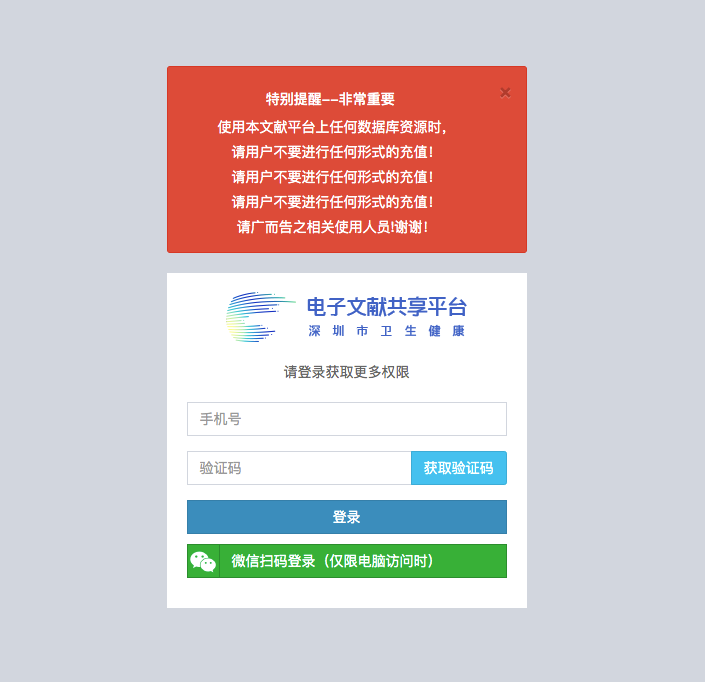 特别提醒--非常重要
×
使用本文献平台上任何数据库资源时，
请用户不要进行任何形式的充值！
请用户不要进行任何形式的充值！
请用户不要进行任何形式的充值！
请广而告之相关使用人员!谢谢！
电子文献共享平台
深圳市卫生健康
请登录获取更多权限
手机号
验证码 获取验证码
登录
微信扫码登录（仅限电脑访问时）